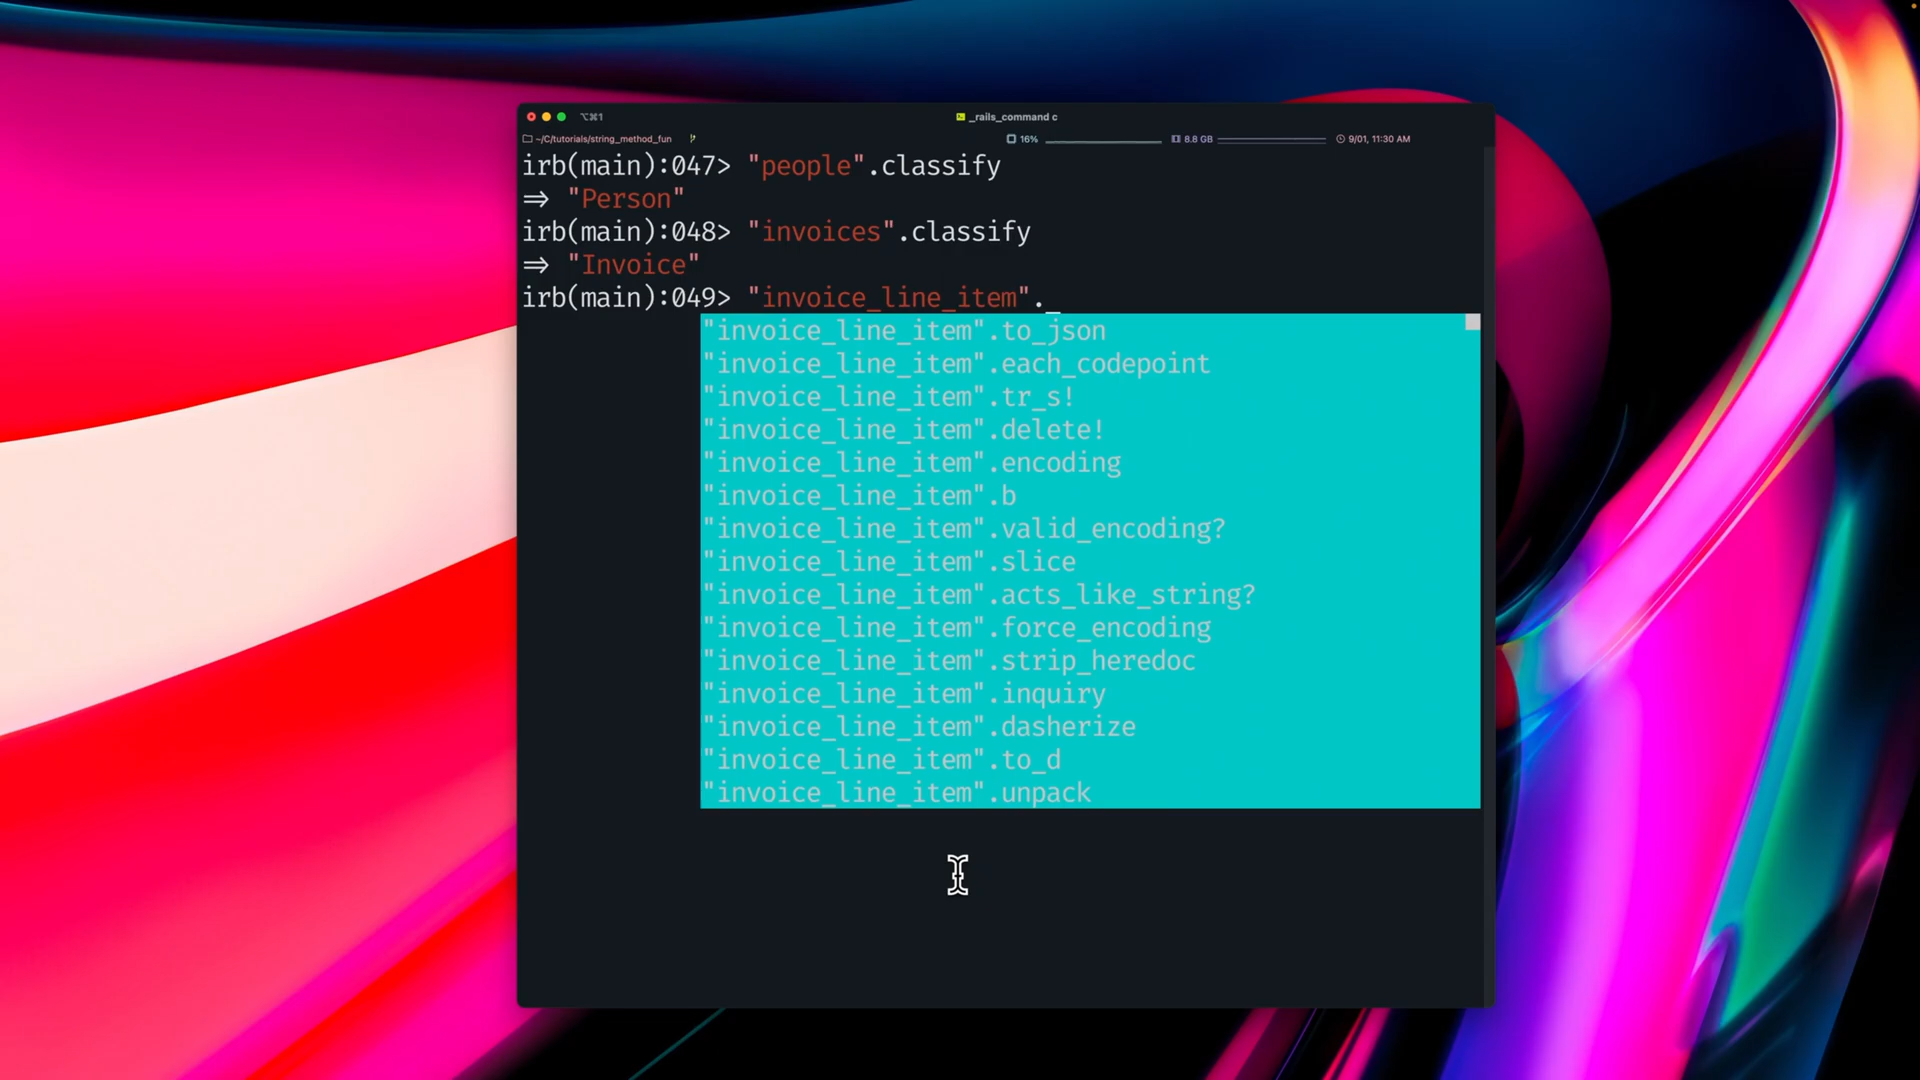 ⌥⌘1
_rails_command c
~/C/tutorials/string_method_fun
16%
8.8 GB
9/01, 11:30 AM
irb(main):047> "people".classify
=> "Person"
irb(main):048> "invoices".classify
=> "Invoice"
irb(main):049> "invoice_line_item"._
"invoice_line_item".to_json
"invoice_line_item".each_codepoint
"invoice_line_item".tr_s!
"invoice_line_item".delete!
"invoice_line_item".encoding
"invoice_line_item".b
"invoice_line_item".valid_encoding?
"invoice_line_item".slice
"invoice_line_item".acts_like_string?
"invoice_line_item".force_encoding
"invoice_line_item".strip_heredoc
"invoice_line_item".inquiry
"invoice_line_item".dasherize
"invoice_line_item".to_d
"invoice_line_item".unpack